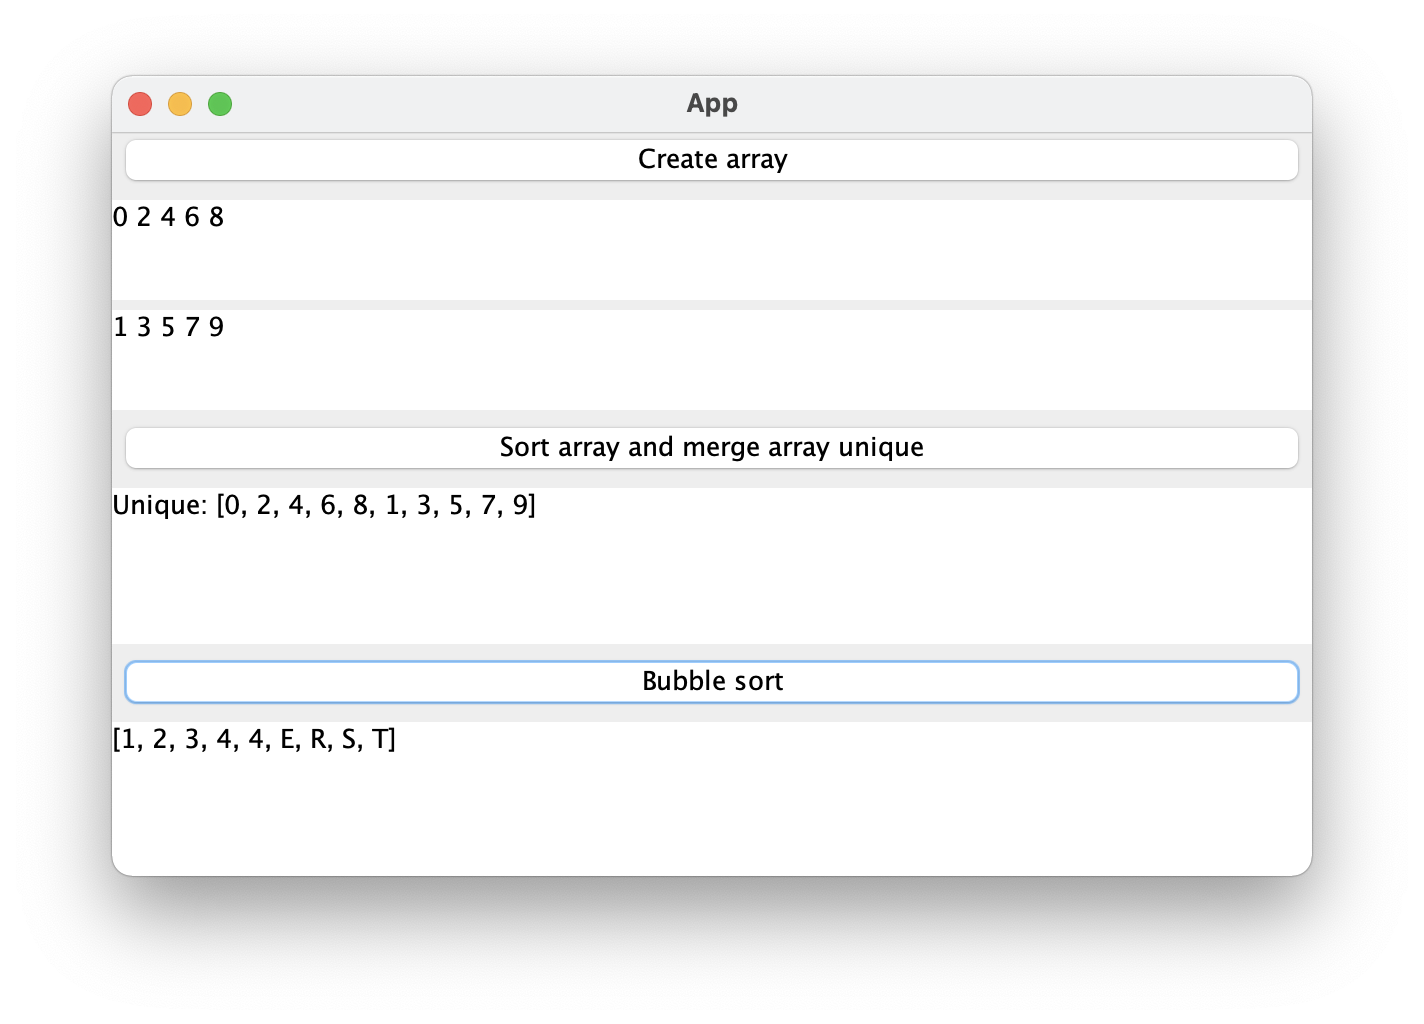 App
Create array
0 2 4 6 8
1 3 5 7 9
Sort array and merge array unique
Unique: [0, 2, 4, 6, 8, 1, 3, 5, 7, 9]
Bubble sort
[1, 2, 3, 4, 4, E, R, S, T]